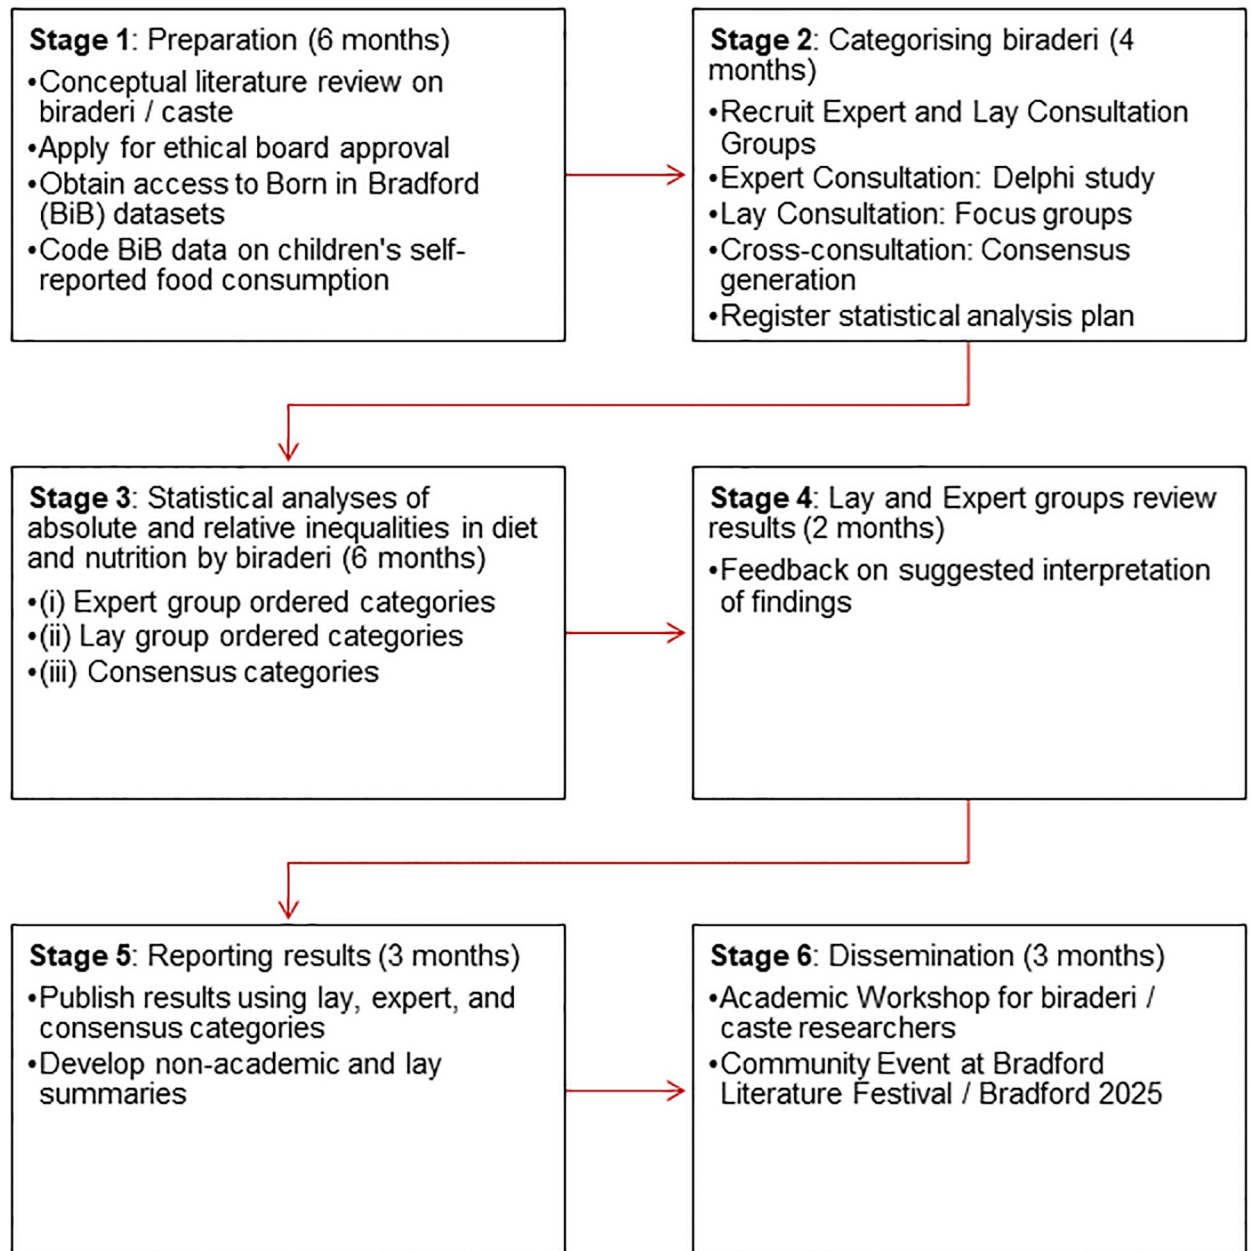 Stage 1: Preparation (6 months)
•Conceptual literature review on
biraderi / caste
•Apply for ethical board approval
•Obtain access to Born in Bradford
(BiB) datasets
•Code BiB data on children's self-
reported food consumption
Stage 2: Categorising biraderi (4
months)
•Recruit Expert and Lay Consultation
Groups
•Expert Consultation: Delphi study
•Lay Consultation: Focus groups
•Cross-consultation: Consensus
generation
•Register statistical analysis plan
Stage 3: Statistical analyses of
absolute and relative inequalities in diet
and nutrition by biraderi (6 months)
•(i) Expert group ordered categories
•(ii) Lay group ordered categories
•(iii) Consensus categories
Stage 4: Lay and Expert groups review
results (2 months)
•Feedback on suggested interpretation
of findings
Stage 5: Reporting results (3 months)
•Publish results using lay, expert, and
consensus categories
•Develop non-academic and lay
summaries
Stage 6: Dissemination (3 months)
•Academic Workshop for biraderi /
caste researchers
•Community Event at Bradford
Literature Festival / Bradford 2025